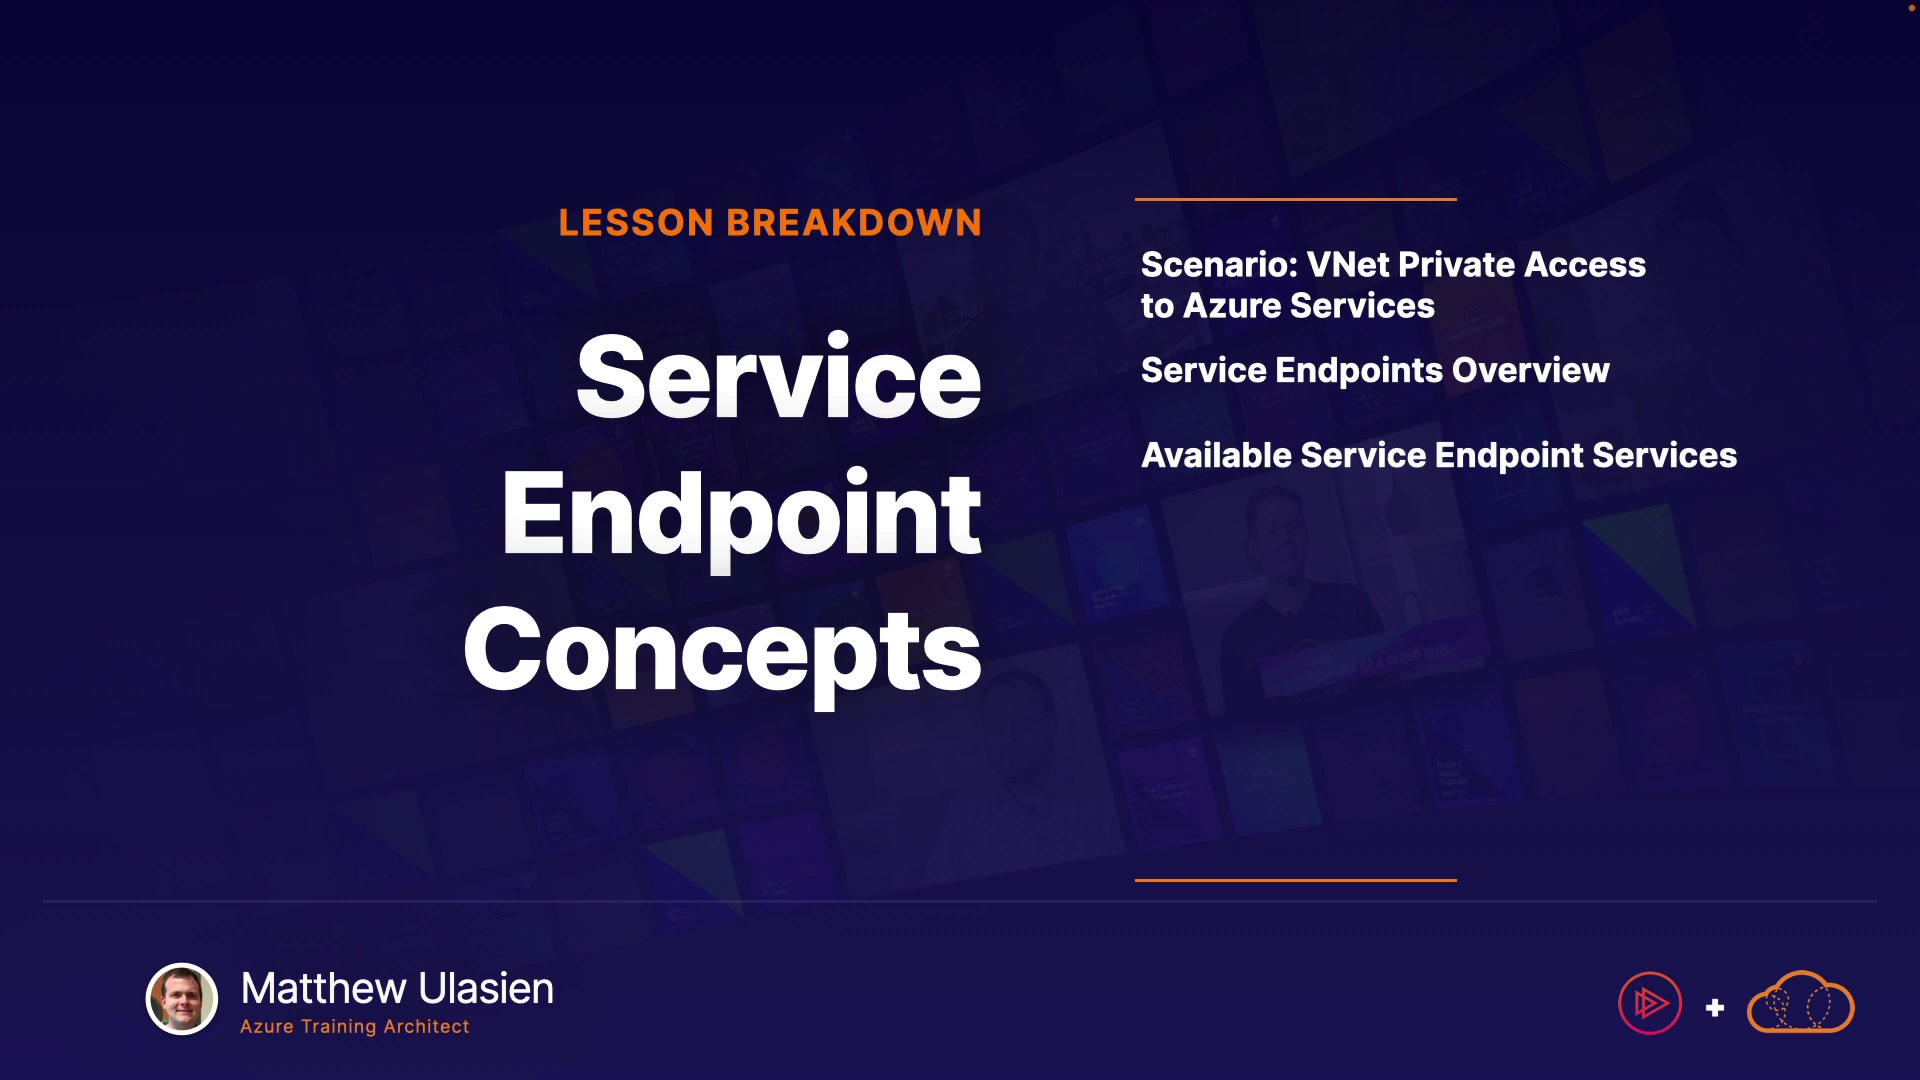 LESSON BREAKDOWN
Service
Endpoint
Concepts
Scenario: VNet Private Access
to Azure Services
Service Endpoints Overview
Available Service Endpoint Services
Matthew Ulasien
Azure Training Architect